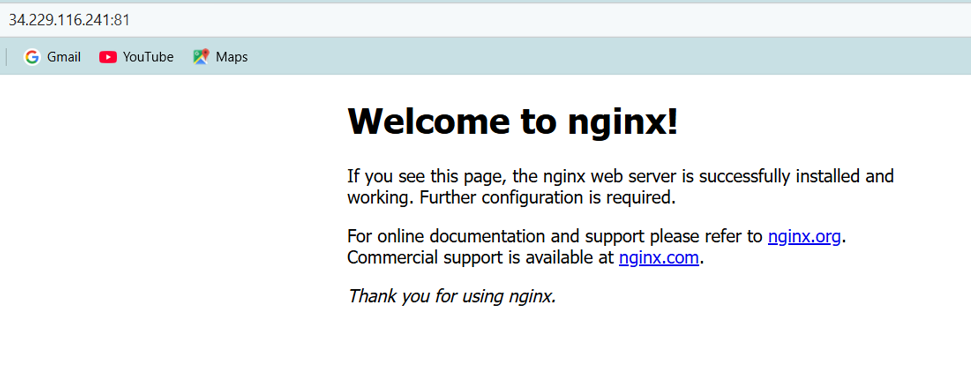 34.229.116.241:81
Gmail YouTube Maps
Welcome to nginx!
If you see this page, the nginx web server is successfully installed and
working. Further configuration is required.
For online documentation and support please refer to nginx.org.
Commercial support is available at nginx.com.
Thank you for using nginx.